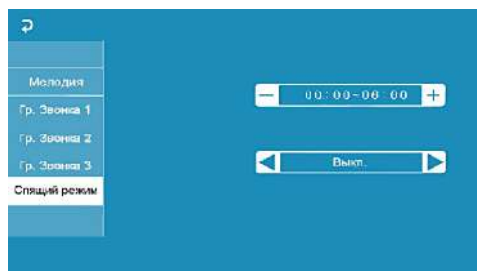 Мелодия
Гр. Звонка 1
Гр. Звонка 2
Гр. Звонка 3
Спящий режим
00:00-06:00
Выкл.